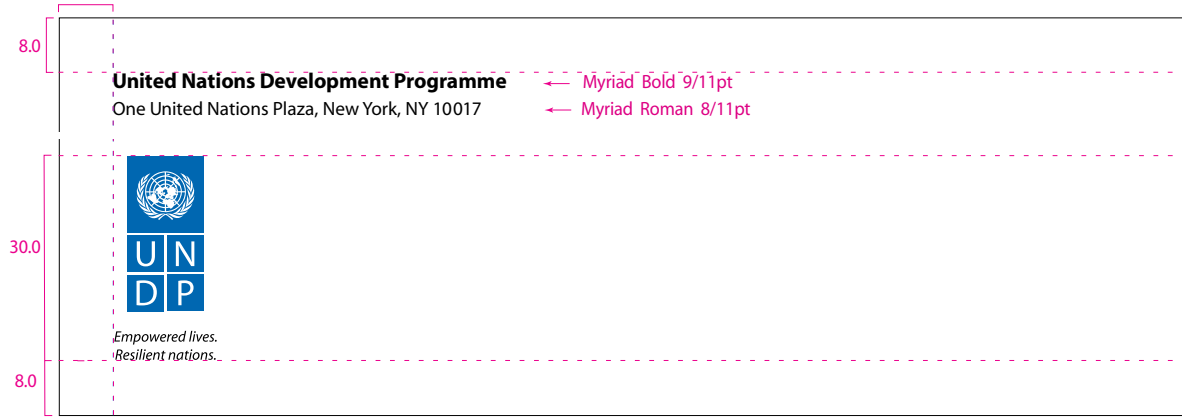 8.0
United Nations Development Programme Myriad Bold 9/11pt
One United Nations Plaza, New York, NY 10017 Myriad Roman 8/11pt
30.0
U N
D P
Empowered lives.
Resilient nations.
8.0